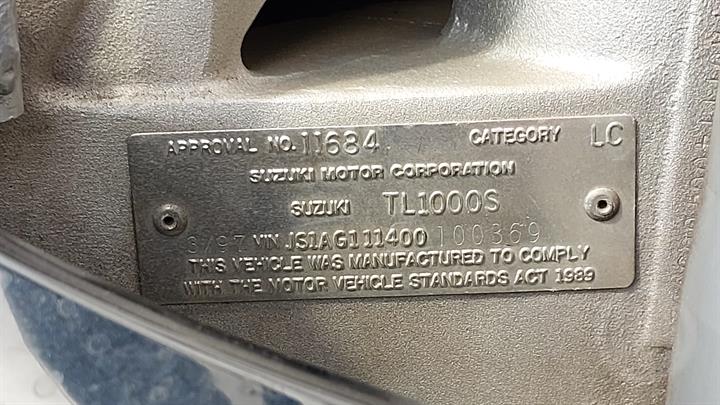 APPROVAL NO. 11684 CATEGORY LC
SUZUKI MOTOR CORPORATION
SUZUKI TL1000S
3/97 VIN JS1AG111400 100369
THIS VEHICLE WAS MANUFACTURED TO COMPLY
WITH THE MOTOR VEHICLE STANDARDS ACT 1989